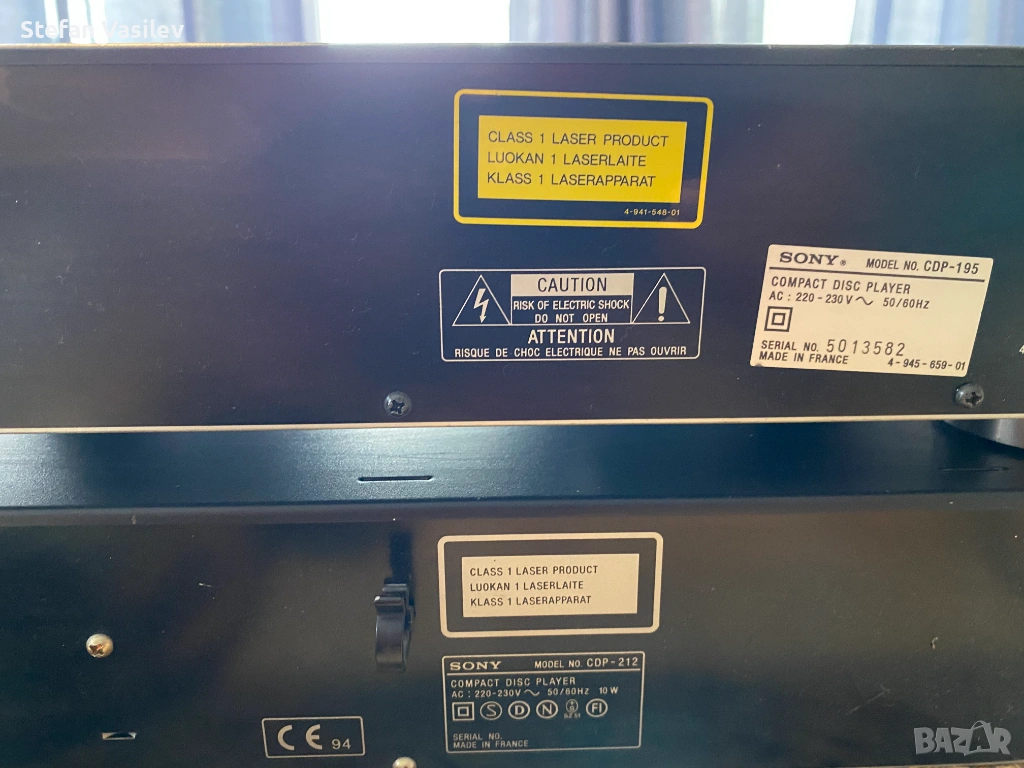 Stefan Vasilev
CLASS 1 LASER PRODUCT
LUOKAN 1 LASERLAITE
KLASS 1 LASERAPPARAT
4-941-548-01
CAUTION
RISK OF ELECTRIC SHOCK
DO NOT OPEN
ATTENTION
RISQUE DE CHOC ELECTRIQUE NE PAS OUVRIR
SONY® MODEL NO. CDP-195
COMPACT DISC PLAYER
AC : 220-230V~ 50/60HZ
SERIAL NO. 5013582
MADE IN FRANCE 4-945-659-01
CLASS 1 LASER PRODUCT
LUOKAN 1 LASERLAITE
KLASS 1 LASERAPPARAT
SONY MODEL NO. CDP-212
COMPACT DISC PLAYER
AC : 220-230V~ 50/60HZ 10W
S D N FI
SERIAL NO.
MADE IN FRANCE
CE 94
BAZAR